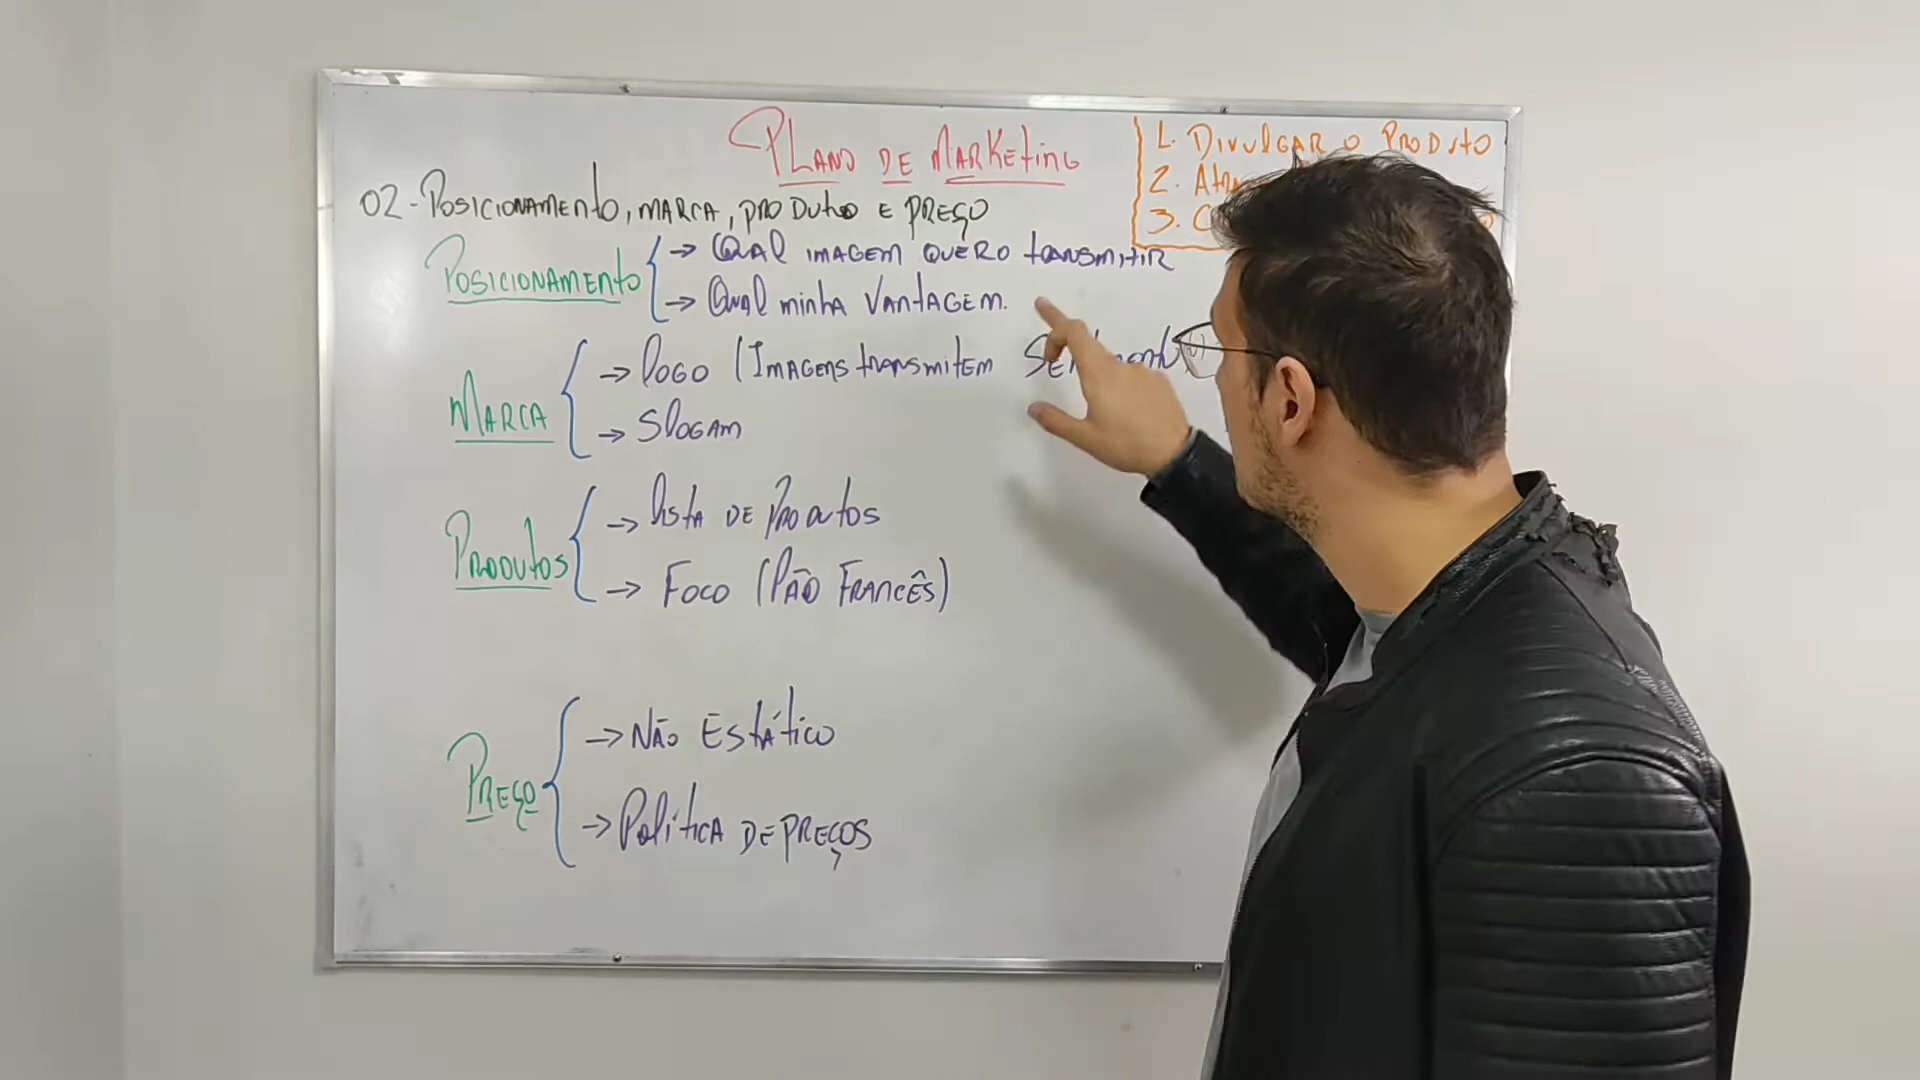 Plano de Marketing
1. Divulgar o Produto
2.
3.
02 - Posicionamento, marca, produto e preço
Posicionamento
→ Qual imagem quero transmitir
→ Qual minha vantagem.
Marca
→ Logo (Imagens transmitem
→ Slogam
Produtos
→ Lista de Produtos
→ Foco (Pão Francês)
Preço
→ Não Estático
→ Política de preços